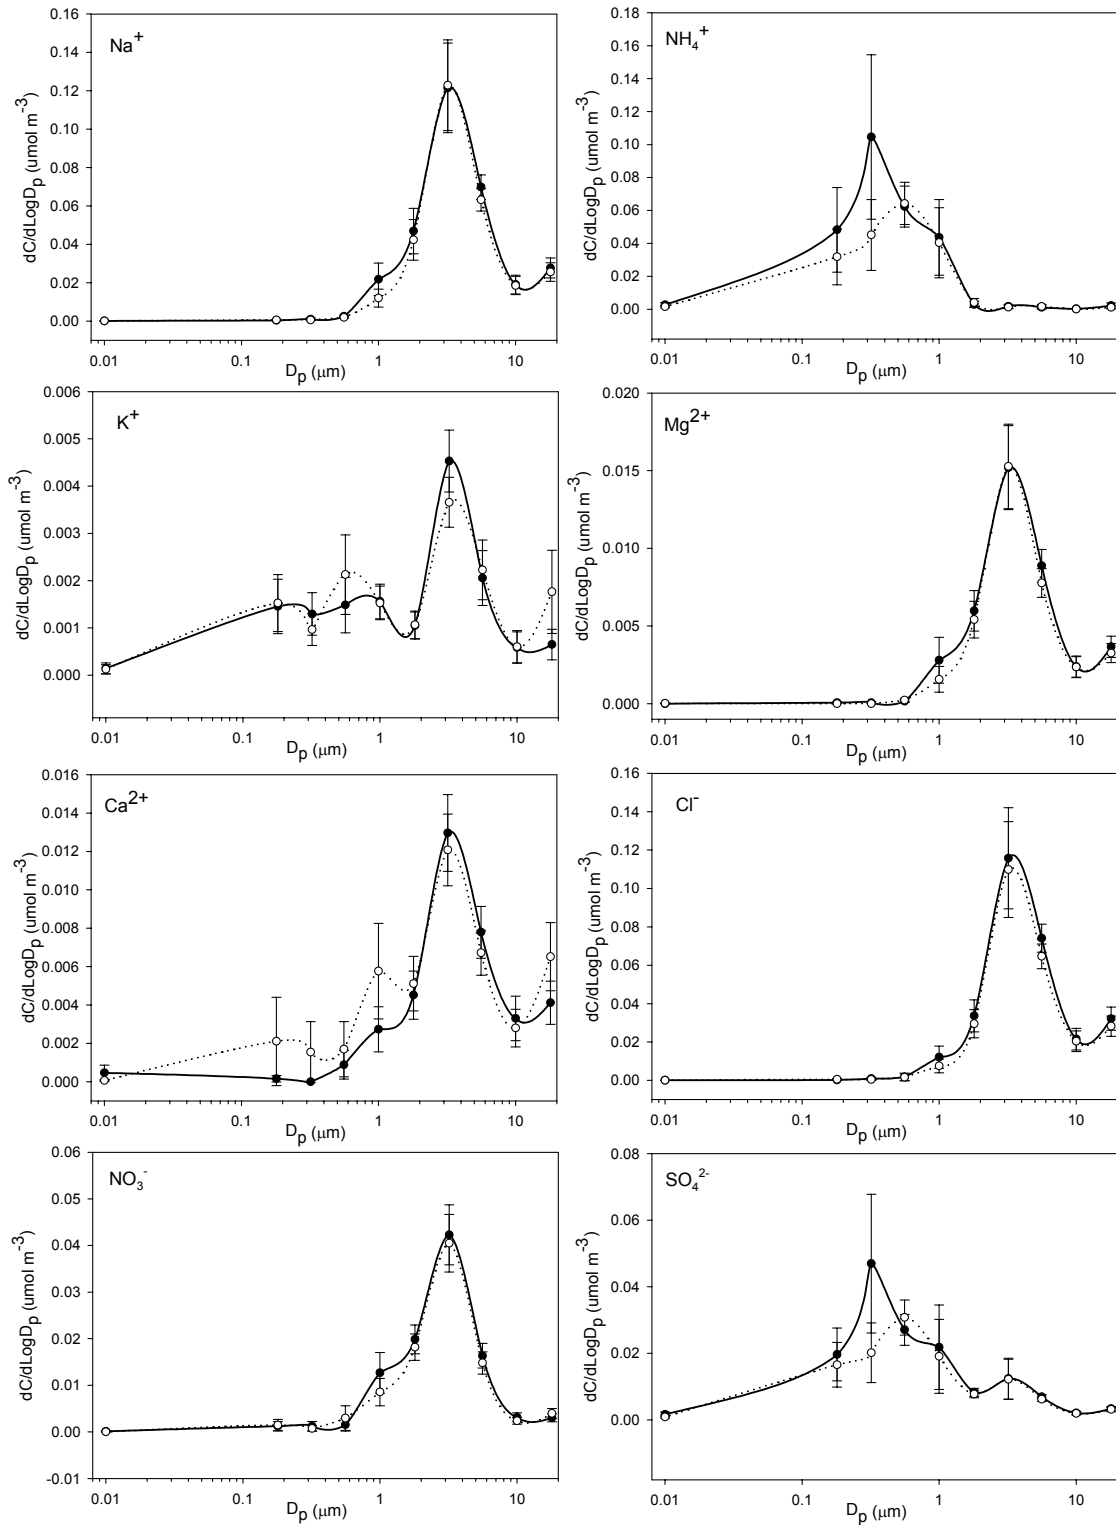 Na+
0.16
0.14
0.12
0.10
0.08
0.06
0.04
0.02
0.00
dC/dLogDp (umol m-3)
0.01 0.1 1 10
Dp (μm)
NH4+
0.18
0.16
0.14
0.12
0.10
0.08
0.06
0.04
0.02
0.00
dC/dLogDp (umol m-3)
0.01 0.1 1 10
Dp (μm)
K+
0.006
0.005
0.004
0.003
0.002
0.001
0.000
dC/dLogDp (umol m-3)
0.01 0.1 1 10
Dp (μm)
Mg2+
0.020
0.015
0.010
0.005
0.000
dC/dLogDp (umol m-3)
0.01 0.1 1 10
Dp (μm)
Ca2+
0.016
0.014
0.012
0.010
0.008
0.006
0.004
0.002
0.000
dC/dLogDp (umol m-3)
0.01 0.1 1 10
Dp (μm)
Cl-
0.16
0.14
0.12
0.10
0.08
0.06
0.04
0.02
0.00
dC/dLogDp (umol m-3)
0.01 0.1 1 10
Dp (μm)
NO3-
0.06
0.05
0.04
0.03
0.02
0.01
0.00
-0.01
dC/dLogDp (umol m-3)
0.01 0.1 1 10
Dp (μm)
SO42-
0.08
0.06
0.04
0.02
0.00
dC/dLogDp (umol m-3)
0.01 0.1 1 10
Dp (μm)